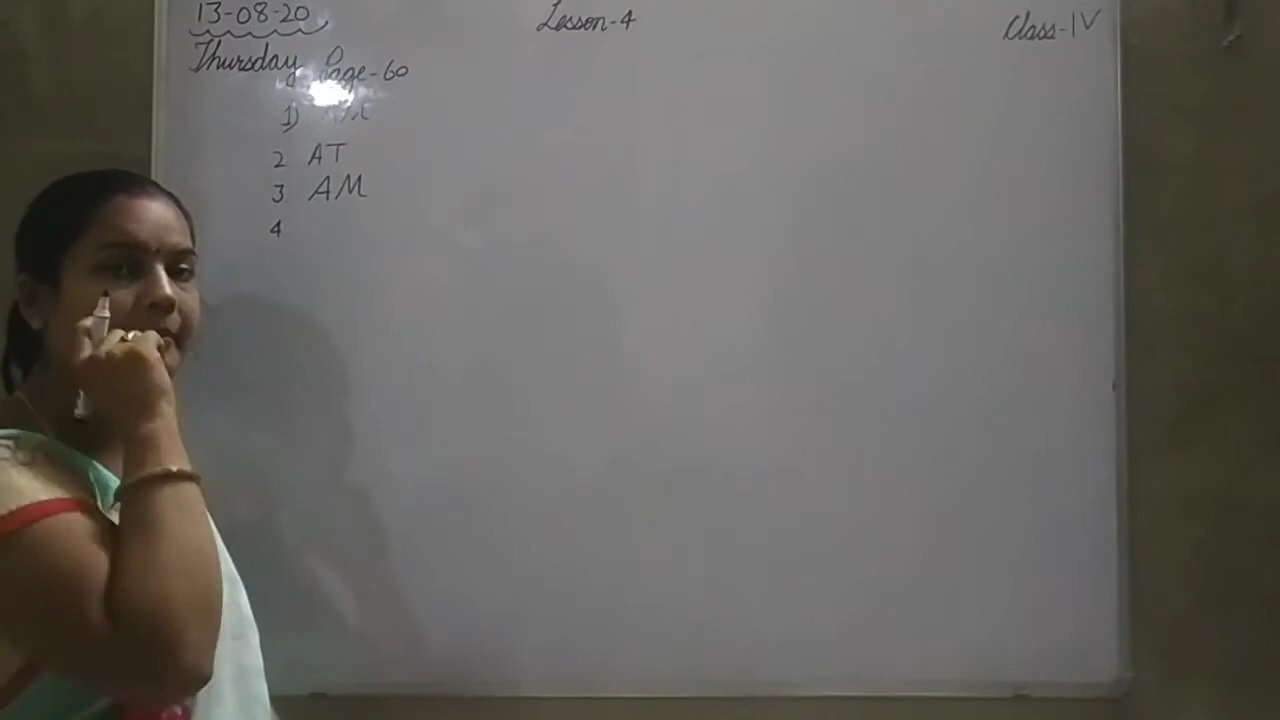 13-08-20
Lesson-4
Class-IV
Thursday
Page-60
1)
2 AT
3 AM
4